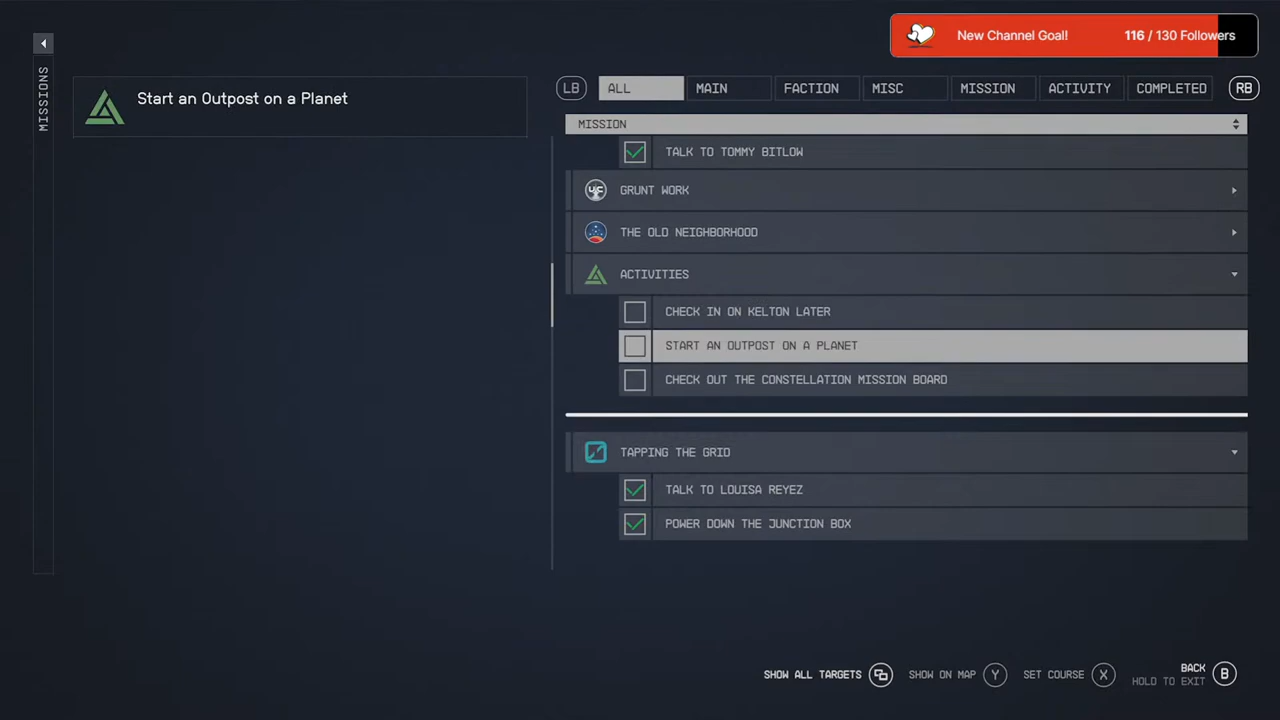 New Channel Goal! 116 / 130 Followers
MISSIONS
Start an Outpost on a Planet
LB ALL MAIN FACTION MISC MISSION ACTIVITY COMPLETED RB
MISSION
TALK TO TOMMY BITLOW
UC GRUNT WORK
THE OLD NEIGHBORHOOD
ACTIVITIES
CHECK IN ON KELTON LATER
START AN OUTPOST ON A PLANET
CHECK OUT THE CONSTELLATION MISSION BOARD
TAPPING THE GRID
TALK TO LOUISA REYEZ
POWER DOWN THE JUNCTION BOX
SHOW ALL TARGETS SHOW ON MAP Y SET COURSE X BACK B
HOLD TO EXIT